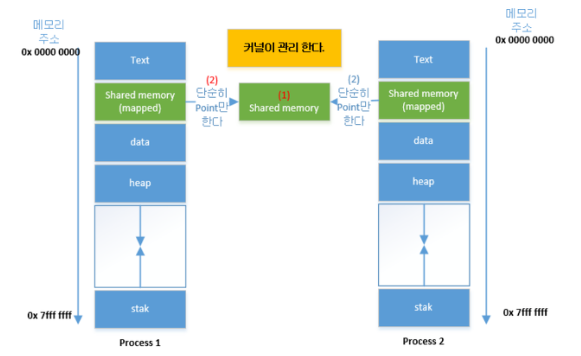 메모리
주소
0x 0000 0000
Text
Shared memory
(mapped)
data
heap
stak
0x 7fff ffff
Process 1
커널이 관리 한다.
(2)
단순히
Point만
한다
(1)
Shared memory
(2)
단순히
Point만
한다
메모리
주소
0x 0000 0000
Text
Shared memory
(mapped)
data
heap
stak
0x 7fff ffff
Process 2